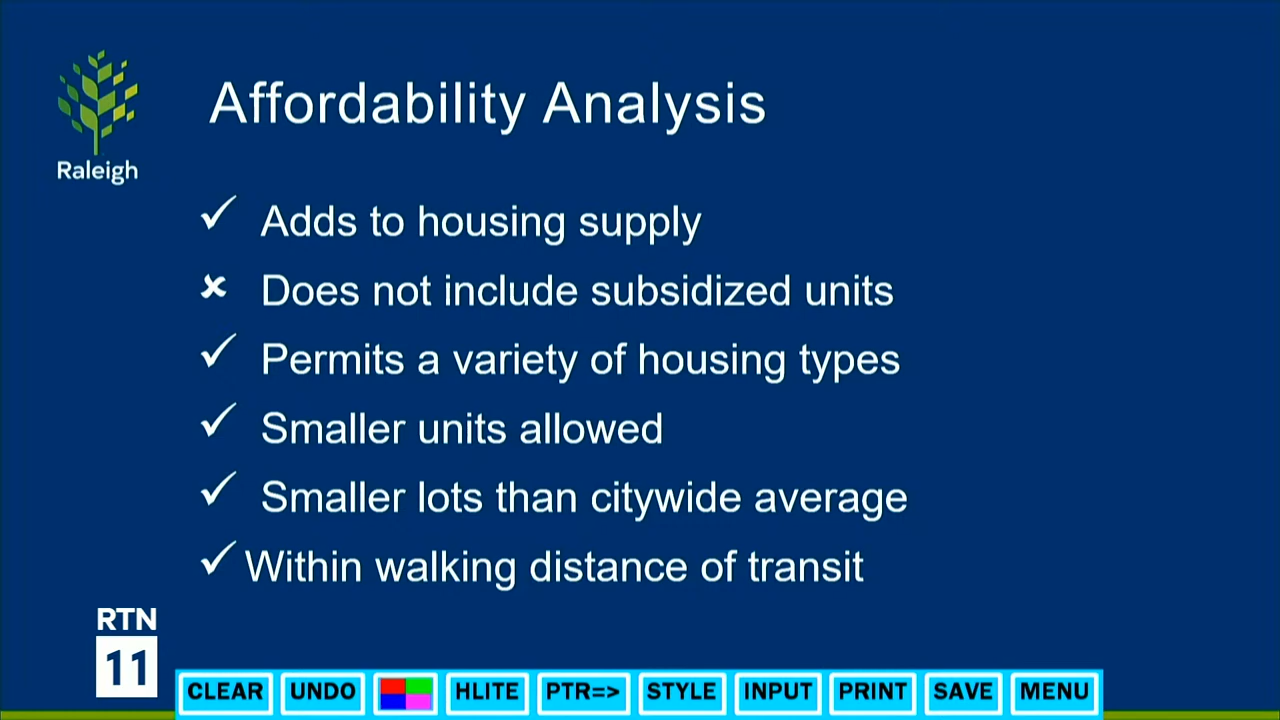 Affordability Analysis
Raleigh
✓ Adds to housing supply
✗ Does not include subsidized units
✓ Permits a variety of housing types
✓ Smaller units allowed
✓ Smaller lots than citywide average
✓ Within walking distance of transit
RTN
11
CLEAR UNDO HLITE PTR=> STYLE INPUT PRINT SAVE MENU